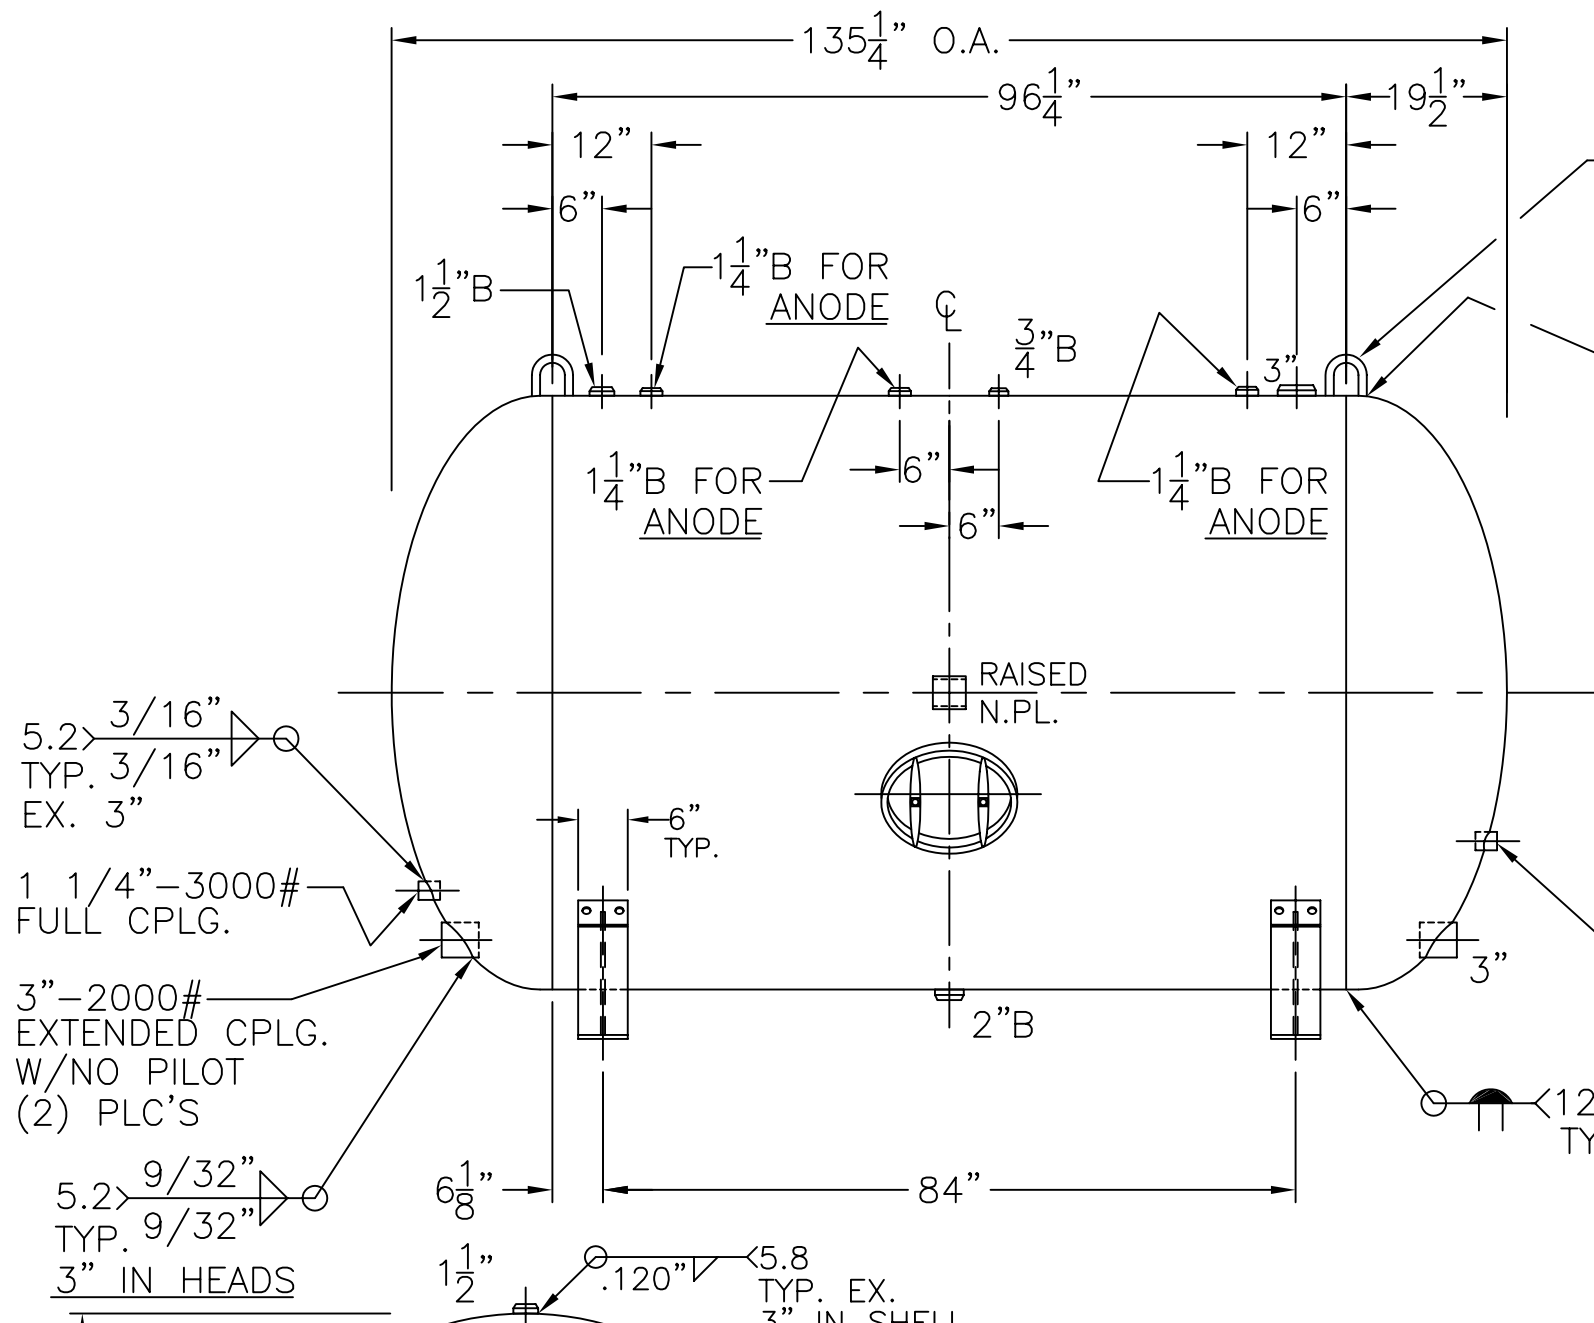 135 1/4" O.A.
96 1/4"
19 1/2"
12"
12"
6"
6"
1 1/2"B
1 1/4"B FOR
ANODE
℄
3/4"B
3"
1 1/4"B FOR
ANODE
6"
6"
1 1/4"B FOR
ANODE
RAISED
N.PL.
5.2
3/16"
TYP.
3/16"
EX. 3"
6"
TYP.
1 1/4"-3000#
FULL CPLG.
3"-2000#
EXTENDED CPLG.
W/NO PILOT
(2) PLC'S
3"
2"B
12
5.2
9/32"
TYP.
9/32"
3" IN HEADS
6 1/8"
84"
1 1/2"
.120"
5.8
TYP. EX.
3" IN SHELL